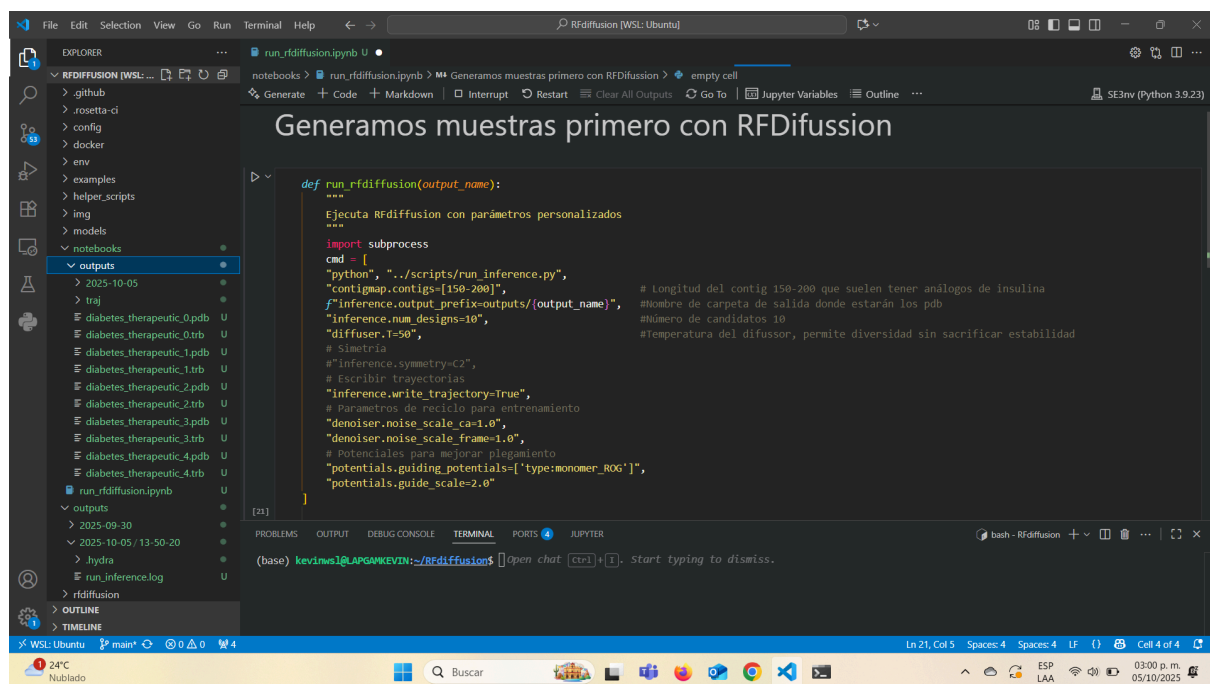 File Edit Selection View Go Run Terminal Help
RFdiffusion [WSL: Ubuntu]
EXPLORER
RFDIFFUSION [WSL: ...
.github
.rosetta-ci
config
docker
env
examples
helper_scripts
img
models
notebooks
outputs
2025-10-05
traj
diabetes_therapeutic_0.pdb U
diabetes_therapeutic_0.trb U
diabetes_therapeutic_1.pdb U
diabetes_therapeutic_1.trb U
diabetes_therapeutic_2.pdb U
diabetes_therapeutic_2.trb U
diabetes_therapeutic_3.pdb U
diabetes_therapeutic_3.trb U
diabetes_therapeutic_4.pdb U
diabetes_therapeutic_4.trb U
run_rfdiffusion.ipynb U
outputs
2025-09-30
2025-10-05 / 13-50-20
.hydra
run_inference.log U
rfdiffusion
OUTLINE
TIMELINE
1
53
1
run_rfdiffusion.ipynb U
notebooks > run_rfdiffusion.ipynb > M↓ Generamos muestras primero con RFDifussion > empty cell
Generate + Code + Markdown Interrupt Restart Clear All Outputs Go To Jupyter Variables Outline ... SE3nv (Python 3.9.23)
Generamos muestras primero con RFDifussion
def run_rfdiffusion(output_name):
"""
Ejecuta RFdiffusion con parámetros personalizados
"""
import subprocess
cmd = [
"python", "../scripts/run_inference.py",
"contigmap.contigs=[150-200]", # Longitud del contig 150-200 que suelen tener análogos de insulina
f"inference.output_prefix=outputs/{output_name}", #Nombre de carpeta de salida donde estarán los pdb
"inference.num_designs=10", #Número de candidatos 10
"diffuser.T=50", #Temperatura del difussor, permite diversidad sin sacrificar estabilidad
# Simetría
#"inference.symmetry=C2",
# Escribir trayectorias
"inference.write_trajectory=True",
# Parametros de reciclo para entrenamiento
"denoiser.noise_scale_ca=1.0",
"denoiser.noise_scale_frame=1.0",
# Potenciales para mejorar plegamiento
"potentials.guiding_potentials=['type:monomer_ROG']",
"potentials.guide_scale=2.0"
]
[21]
PROBLEMS OUTPUT DEBUG CONSOLE TERMINAL PORTS 4 JUPYTER
bash - RFdiffusion
(base) kevinwsl@LAPGAMKEVIN:~/RFdiffusion$ Open chat Ctrl+I. Start typing to dismiss.
WSL: Ubuntu main* 0 0 4
Ln 21, Col 5 Spaces: 4 Spaces: 4 LF {} Cell 4 of 4
1
24°C
Nublado
Buscar
ESP
LAA
03:00 p. m.
05/10/2025